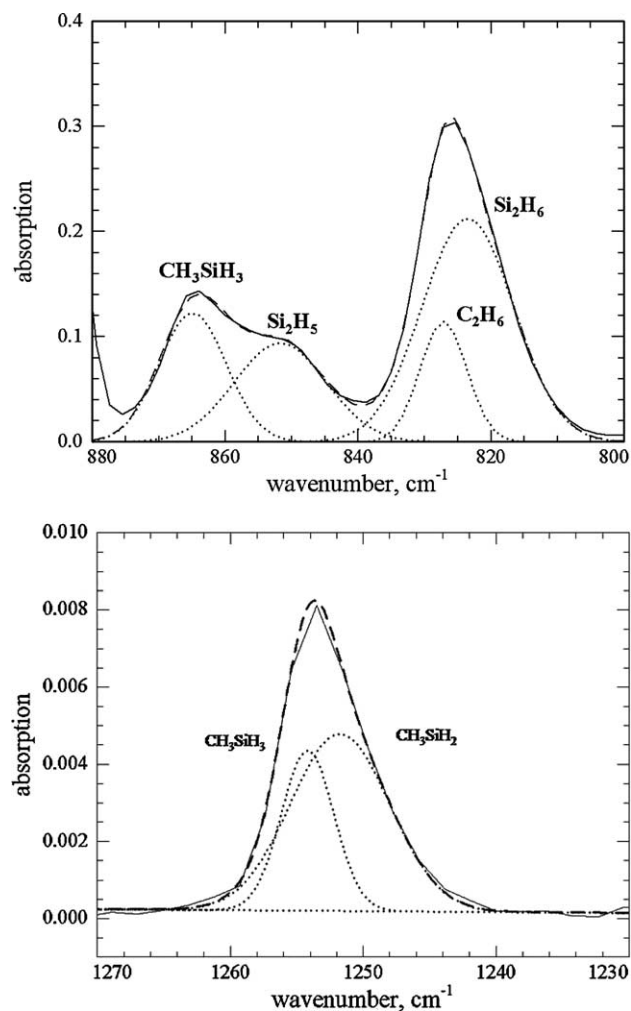 0.4
0.3
0.2
0.1
0.0
absorption
CH₃SiH₃
Si₂H₅
Si₂H₆
C₂H₆
880
860
840
820
800
wavenumber, cm⁻¹
0.010
0.008
0.006
0.004
0.002
0.000
absorption
CH₃SiH₃
CH₃SiH₂
1270
1260
1250
1240
1230
wavenumber, cm⁻¹